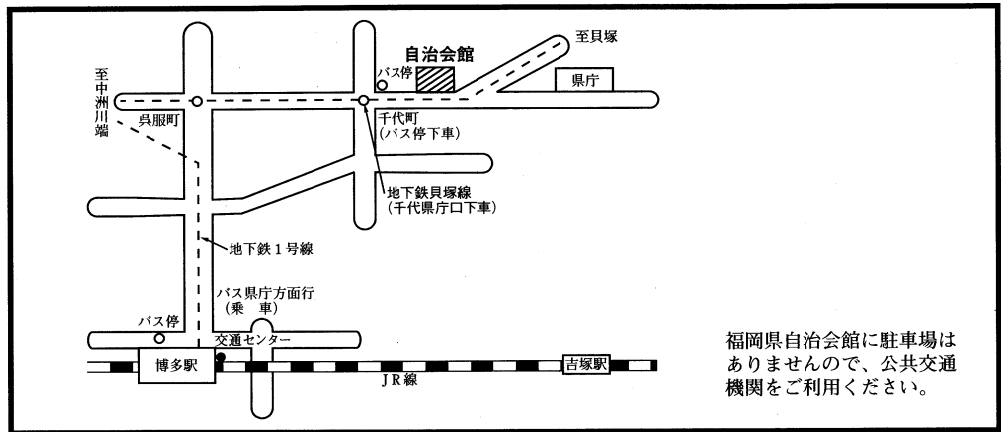 至貝塚
自治会館
バス停
県庁
至中洲川端
呉服町
千代町
(バス停下車)
地下鉄貝塚線
(千代県庁口下車)
地下鉄1号線
バス県庁方面行
(乗 車)
バス停
交通センター
博多駅
吉塚駅
JR線
福岡県自治会館に駐車場は
ありませんので、公共交通
機関をご利用ください。